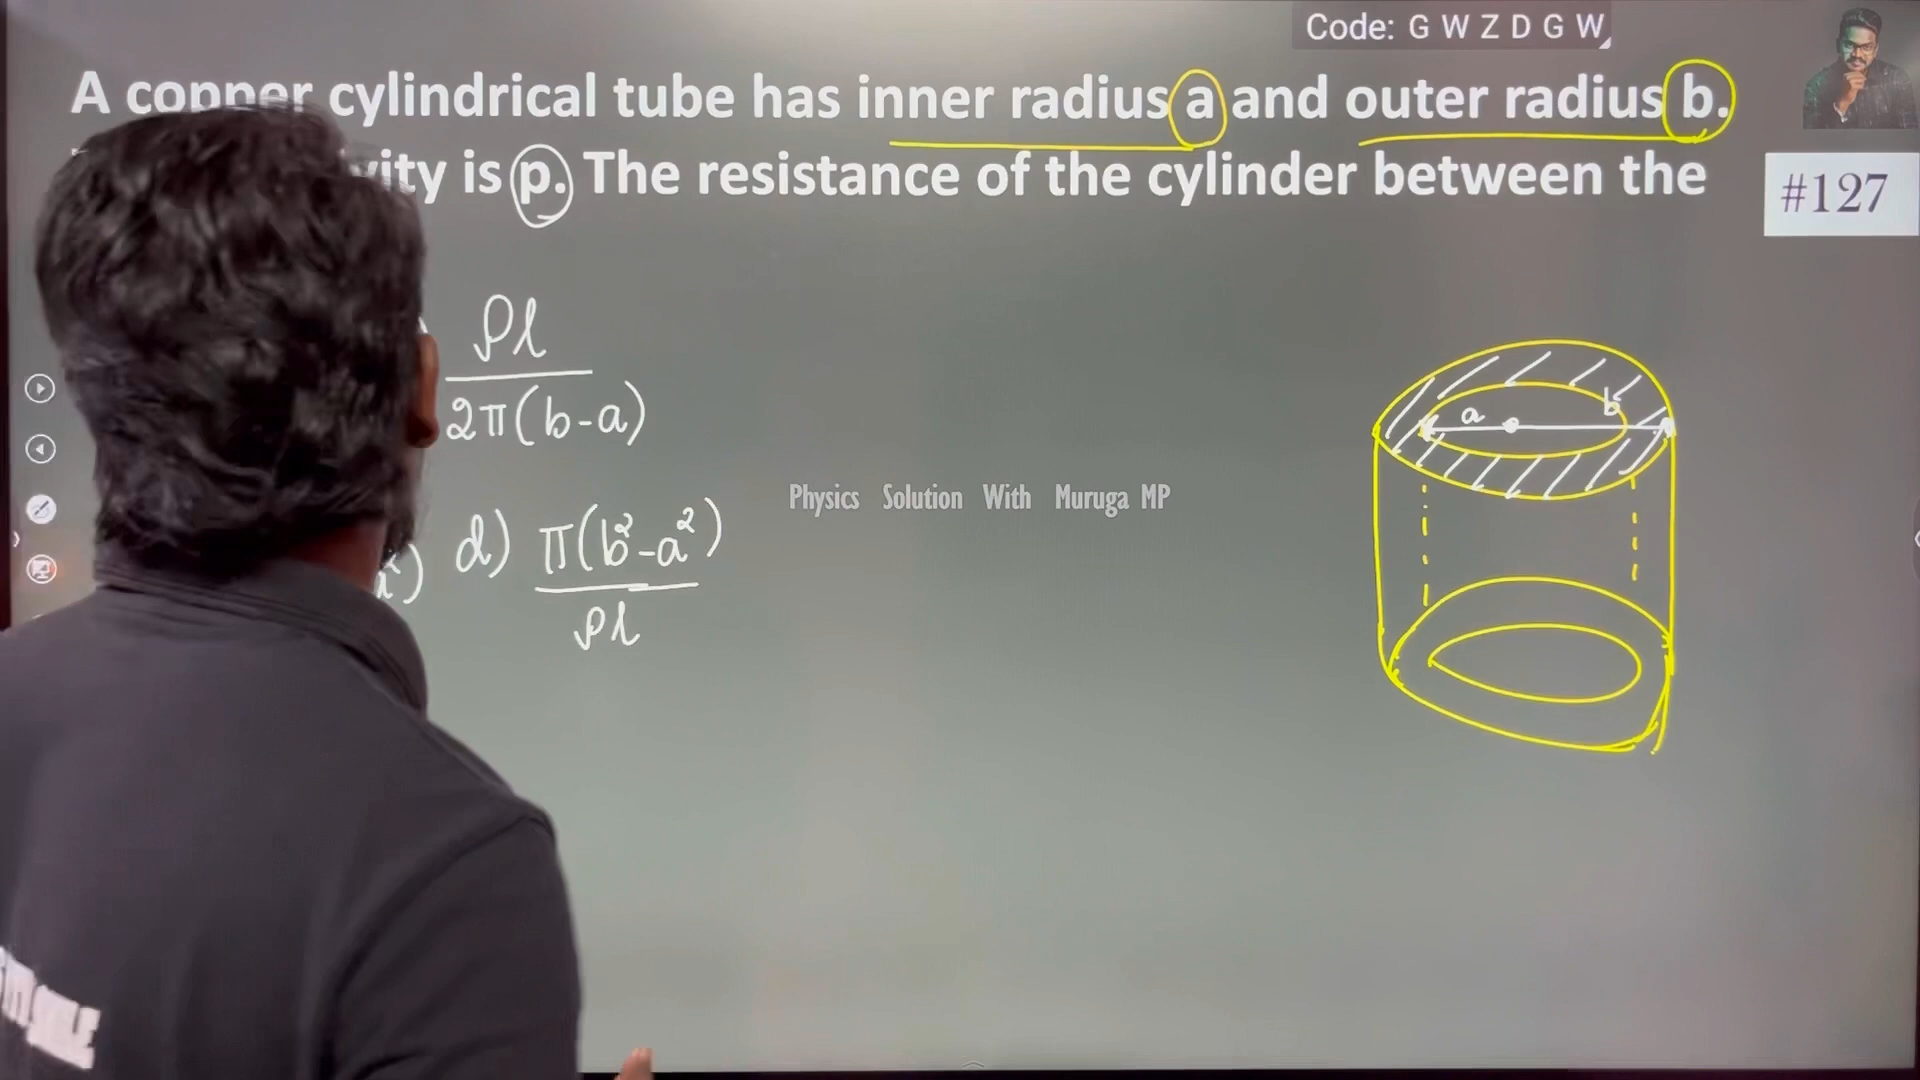 Code: G W Z D G W
A copper cylindrical tube has inner radius a and outer radius b.
vity is p. The resistance of the cylinder between the
#127
ρl
2π(b-a)
a b
Physics Solution With Muruga MP
²) d) π(b²-a²)
ρl